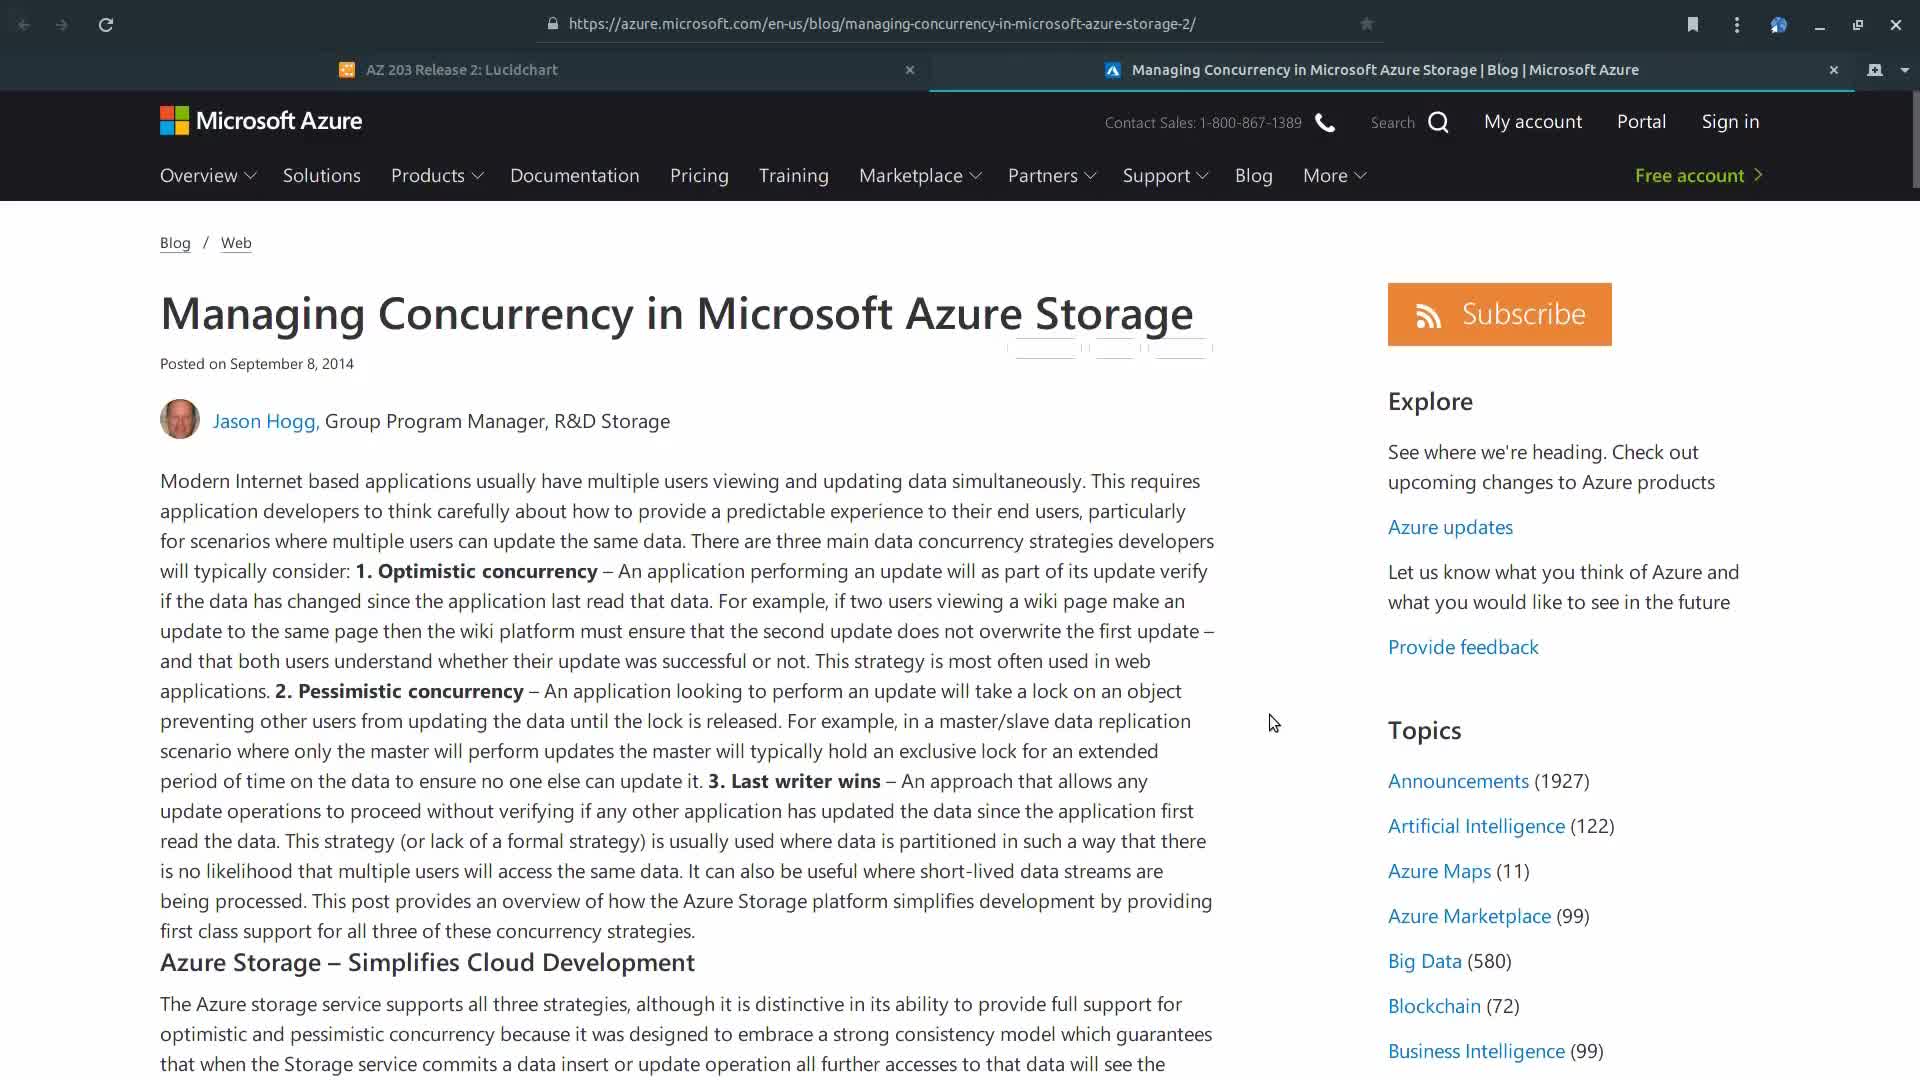 https://azure.microsoft.com/en-us/blog/managing-concurrency-in-microsoft-azure-storage-2/
AZ 203 Release 2: Lucidchart
Managing Concurrency in Microsoft Azure Storage | Blog | Microsoft Azure
Microsoft Azure
Contact Sales: 1-800-867-1389
Search
My account
Portal
Sign in
Overview
Solutions
Products
Documentation
Pricing
Training
Marketplace
Partners
Support
Blog
More
Free account
Blog / Web
Managing Concurrency in Microsoft Azure Storage
Posted on September 8, 2014
Jason Hogg, Group Program Manager, R&D Storage
Modern Internet based applications usually have multiple users viewing and updating data simultaneously. This requires
application developers to think carefully about how to provide a predictable experience to their end users, particularly
for scenarios where multiple users can update the same data. There are three main data concurrency strategies developers
will typically consider: 1. Optimistic concurrency – An application performing an update will as part of its update verify
if the data has changed since the application last read that data. For example, if two users viewing a wiki page make an
update to the same page then the wiki platform must ensure that the second update does not overwrite the first update –
and that both users understand whether their update was successful or not. This strategy is most often used in web
applications. 2. Pessimistic concurrency – An application looking to perform an update will take a lock on an object
preventing other users from updating the data until the lock is released. For example, in a master/slave data replication
scenario where only the master will perform updates the master will typically hold an exclusive lock for an extended
period of time on the data to ensure no one else can update it. 3. Last writer wins – An approach that allows any
update operations to proceed without verifying if any other application has updated the data since the application first
read the data. This strategy (or lack of a formal strategy) is usually used where data is partitioned in such a way that there
is no likelihood that multiple users will access the same data. It can also be useful where short-lived data streams are
being processed. This post provides an overview of how the Azure Storage platform simplifies development by providing
first class support for all three of these concurrency strategies.
Azure Storage – Simplifies Cloud Development
The Azure storage service supports all three strategies, although it is distinctive in its ability to provide full support for
optimistic and pessimistic concurrency because it was designed to embrace a strong consistency model which guarantees
that when the Storage service commits a data insert or update operation all further accesses to that data will see the
Subscribe
Explore
See where we're heading. Check out
upcoming changes to Azure products
Azure updates
Let us know what you think of Azure and
what you would like to see in the future
Provide feedback
Topics
Announcements (1927)
Artificial Intelligence (122)
Azure Maps (11)
Azure Marketplace (99)
Big Data (580)
Blockchain (72)
Business Intelligence (99)